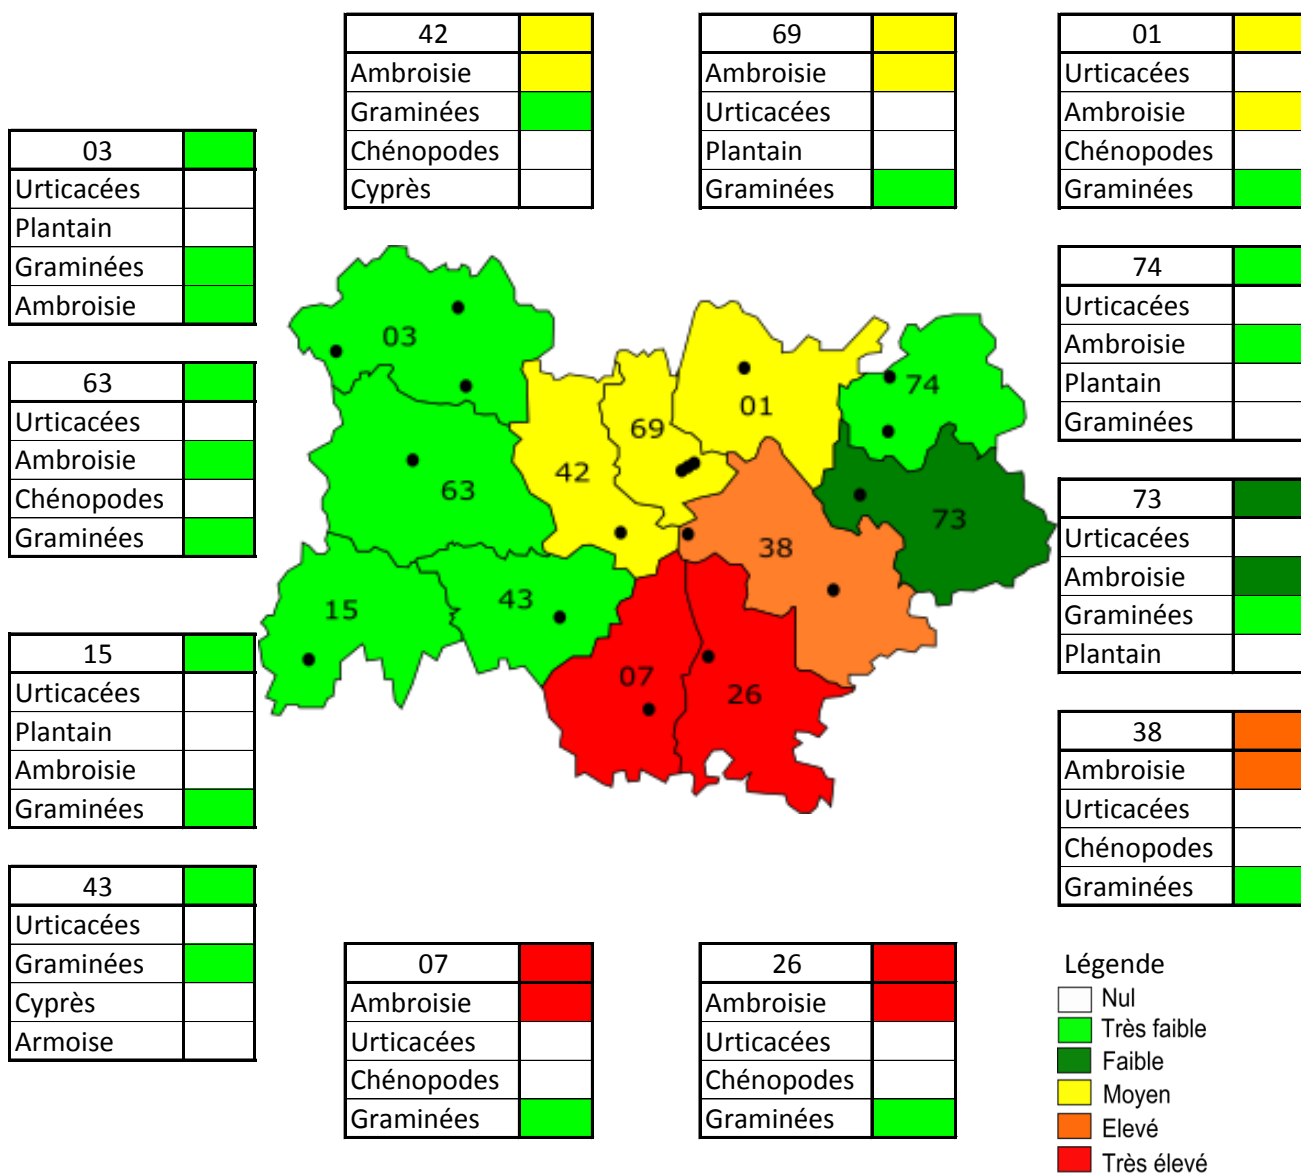 42
Ambroisie
Graminées
Chénopodes
Cyprès
69
Ambroisie
Urticacées
Plantain
Graminées
01
Urticacées
Ambroisie
Chénopodes
Graminées
03
Urticacées
Plantain
Graminées
Ambroisie
63
Urticacées
Ambroisie
Chénopodes
Graminées
15
Urticacées
Plantain
Ambroisie
Graminées
43
Urticacées
Graminées
Cyprès
Armoise
03
63
15
43
42
69
01
74
73
38
07
26
74
Urticacées
Ambroisie
Plantain
Graminées
73
Urticacées
Ambroisie
Graminées
Plantain
38
Ambroisie
Urticacées
Chénopodes
Graminées
07
Ambroisie
Urticacées
Chénopodes
Graminées
26
Ambroisie
Urticacées
Chénopodes
Graminées
Légende
Nul
Très faible
Faible
Moyen
Elevé
Très élevé